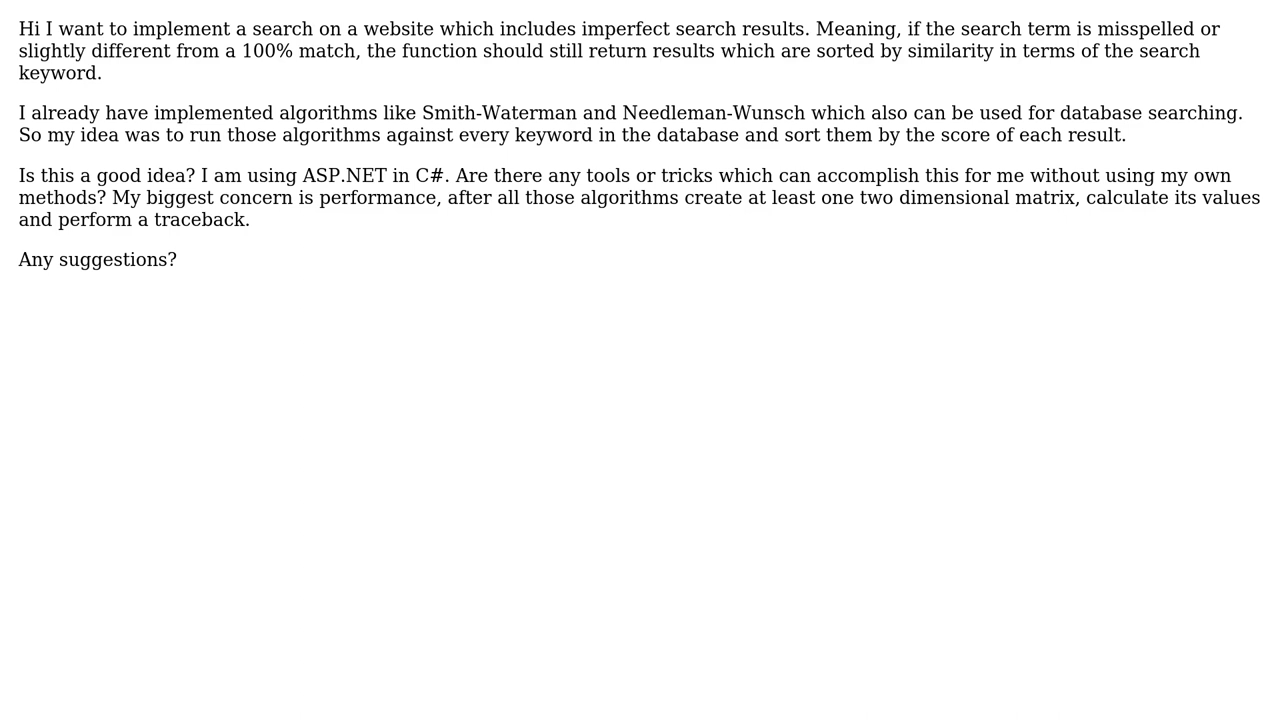 Hi I want to implement a search on a website which includes imperfect search results. Meaning, if the search term is misspelled or
slightly different from a 100% match, the function should still return results which are sorted by similarity in terms of the search
keyword.
I already have implemented algorithms like Smith-Waterman and Needleman-Wunsch which also can be used for database searching.
So my idea was to run those algorithms against every keyword in the database and sort them by the score of each result.
Is this a good idea? I am using ASP.NET in C#. Are there any tools or tricks which can accomplish this for me without using my own
methods? My biggest concern is performance, after all those algorithms create at least one two dimensional matrix, calculate its values
and perform a traceback.
Any suggestions?